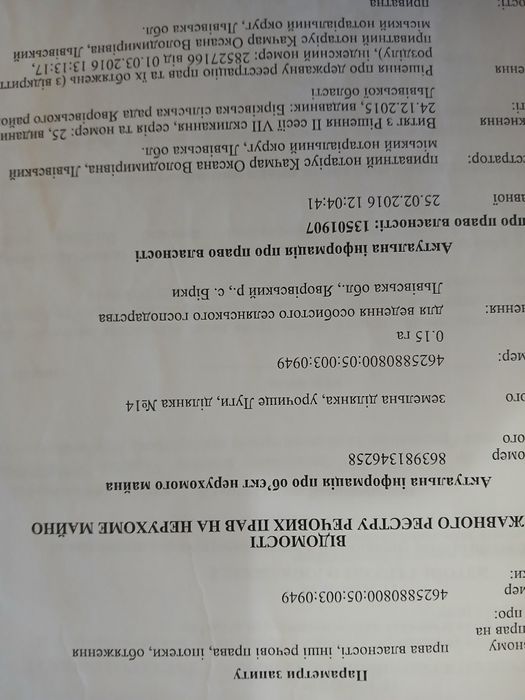 Параметри запиту
ному права власності, інші речові права, іпотеки, обтяження
прав на
про:
мер 4625880800:05:003:0949
ки:
ВІДОМОСТІ
ЖАВНОГО РЕЄСТРУ РЕЧОВИХ ПРАВ НА НЕРУХОМЕ МАЙНО
Актуальна інформація про об’єкт нерухомого майна
омер 863981346258
ого
ого земельна ділянка, урочище Луги, ділянка №14
мер: 4625880800:05:003:0949
0.15 га
чення: для ведення особистого селянського господарства
Львівська обл., Яворівський р., с. Бірки
Актуальна інформація про право власності
про право власності: 13501907
авної 25.02.2016 12:04:41
стратор: приватний нотаріус Качмар Оксана Володимирівна, Львівський
міський нотаріальний округ, Львівська обл.
кнення Витяг з Рішення ІІ сесії VII скликання, серія та номер: 25, видани
ті: 24.12.2015, видавник: Бірківська сільська рада Яворівського райо
Львівської області
ення Рішення про державну реєстрацію прав та їх обтяжень (з відкритт
розділу), індексний номер: 28527166 від 01.03.2016 13:13:17,
приватний нотаріус Качмар Оксана Володимирівна, Львівський
міський нотаріальний округ, Львівська обл.
ості: приватна